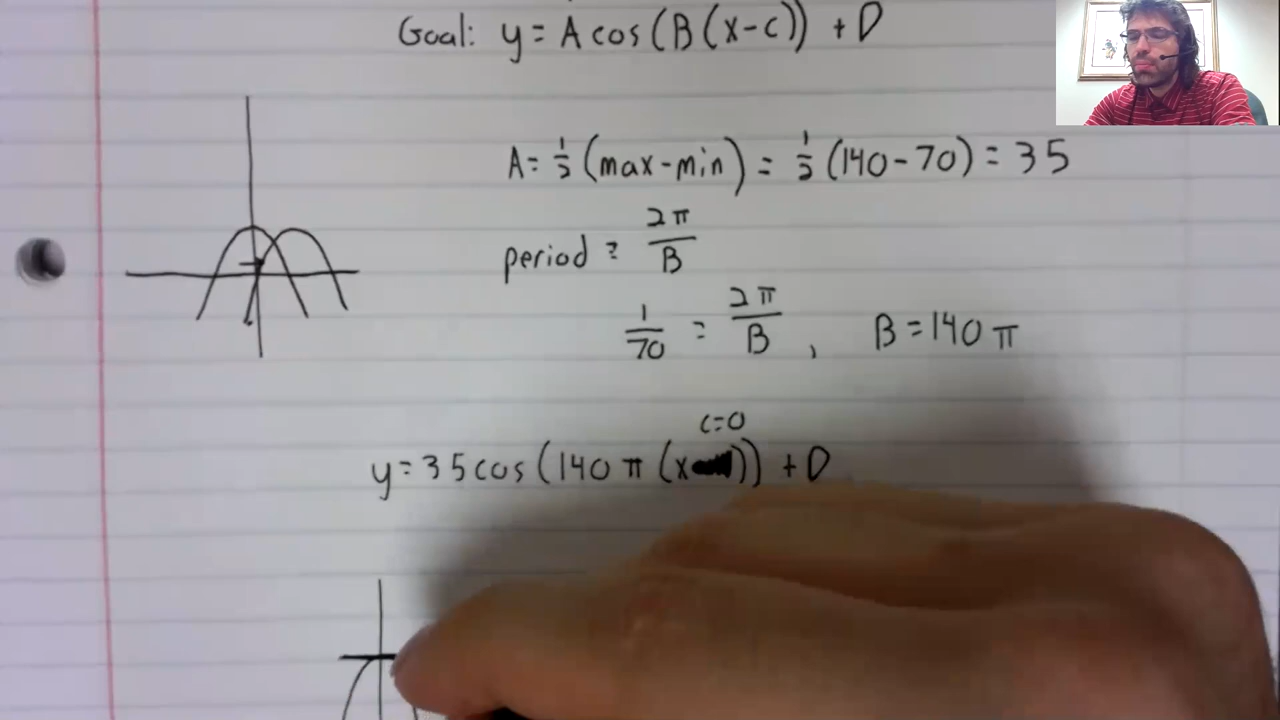 Goal: y = A cos(B(x-c)) + D
A = 1/2 (max-min) = 1/2 (140-70) = 35
period = 2π/B
1/70 = 2π/B , B = 140π
c=0
y = 35 cos(140π(x )) + D